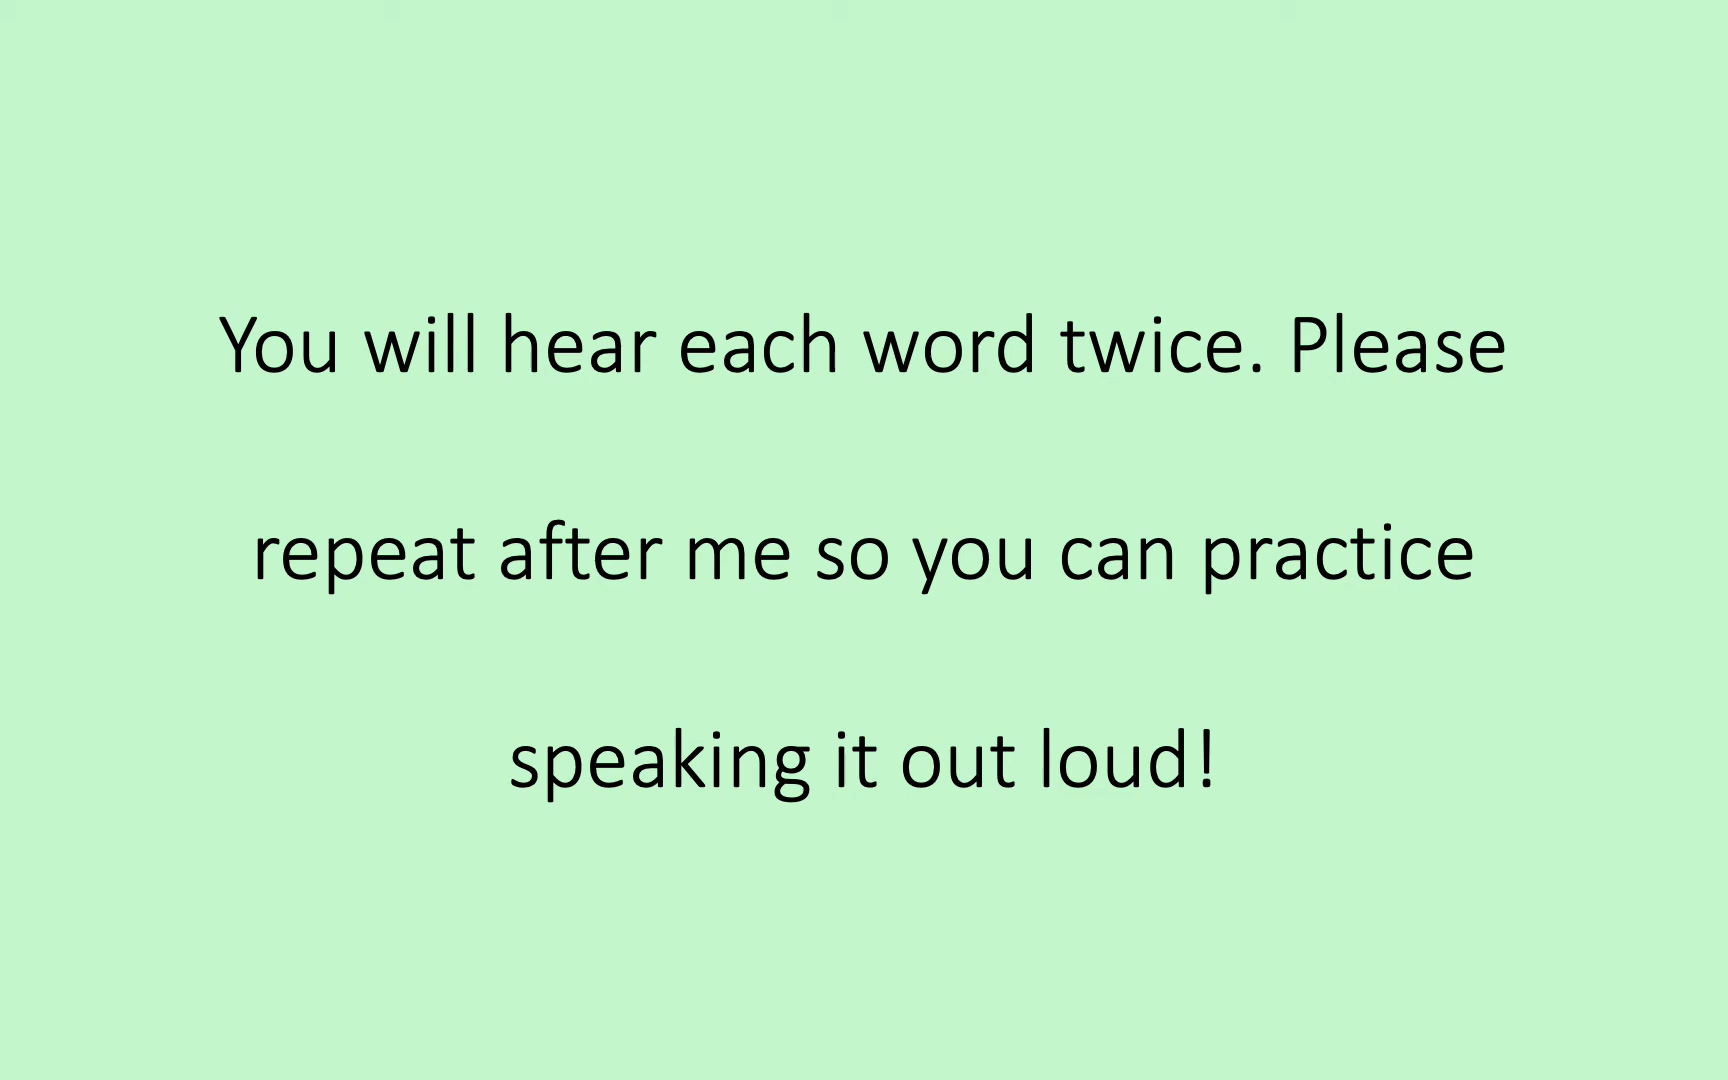 You will hear each word twice. Please
repeat after me so you can practice
speaking it out loud!